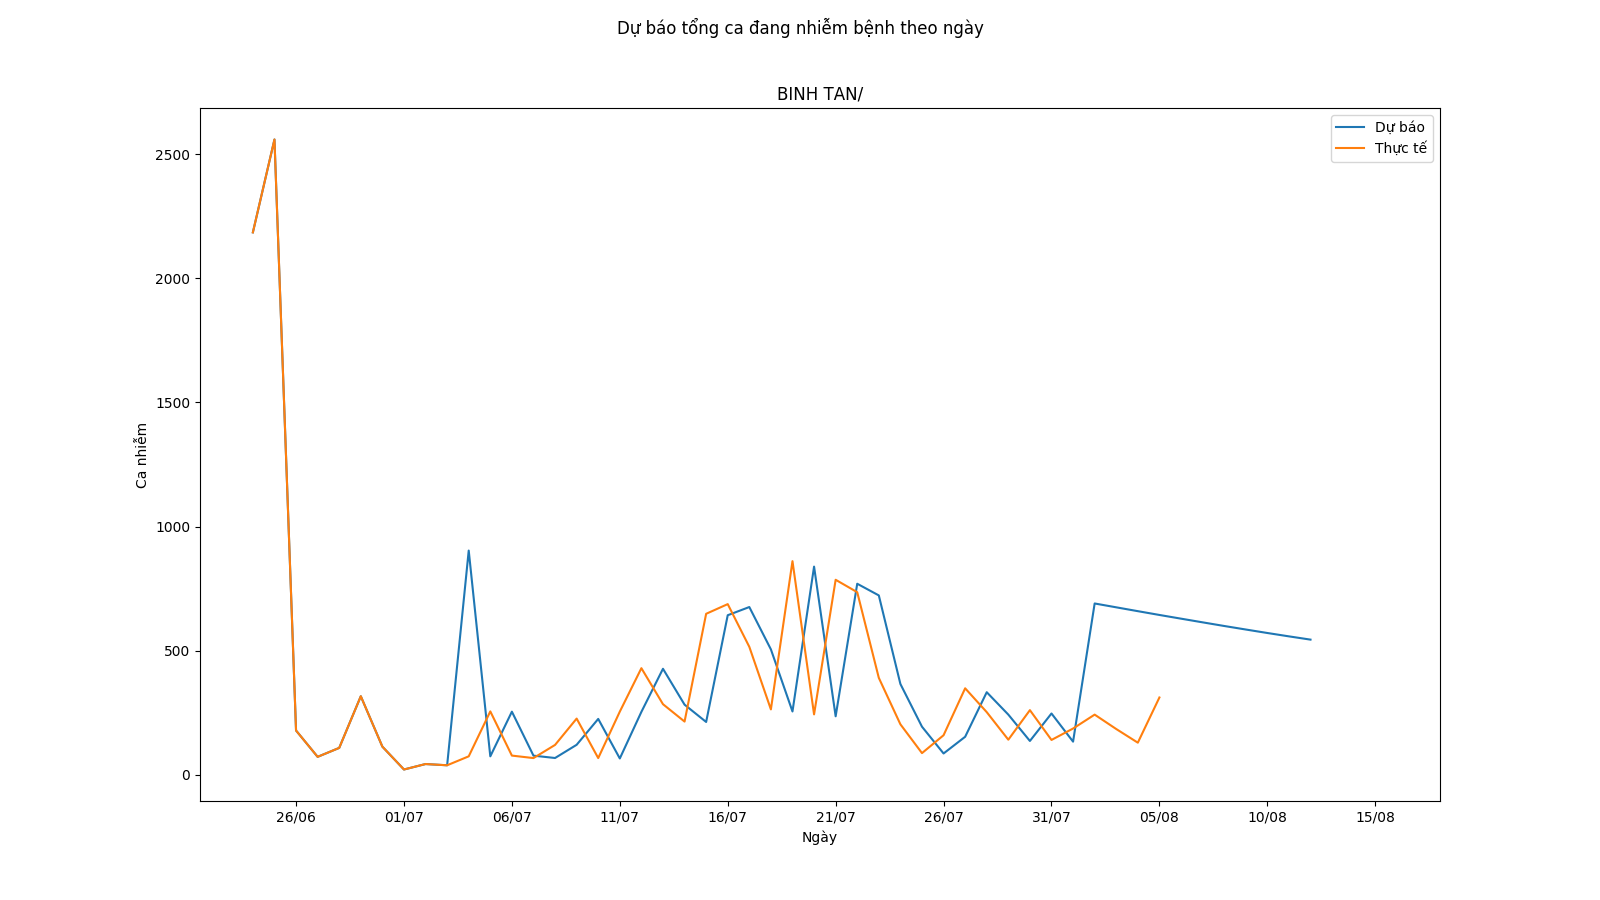 Dự báo tổng ca đang nhiễm bệnh theo ngày
BINH TAN/
Dự báo
Thực tế
2500
2000
1500
1000
500
0
Ca nhiễm
26/06 01/07 06/07 11/07 16/07 21/07 26/07 31/07 05/08 10/08 15/08
Ngày